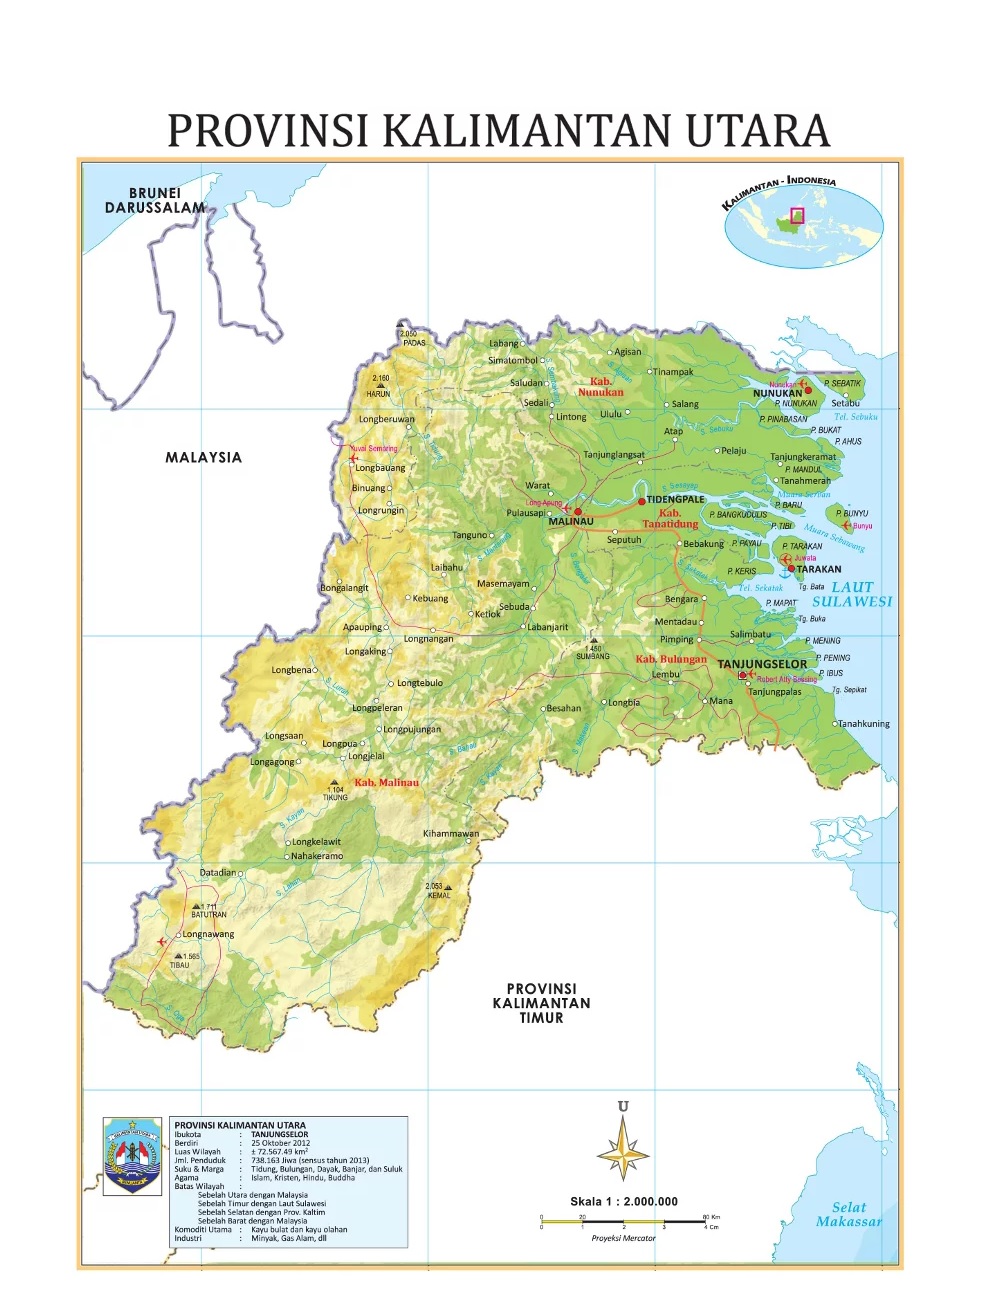 PROVINSI KALIMANTAN UTARA
BRUNEI
DARUSSALAM
KALIMANTAN - INDONESIA
MALAYSIA
2.050
PADAS
Labang
Simatombol
Agisan
2.160
HARUN
Saludan
Tinampak
Kab.
Nunukan
Nunukan
NUNUKAN
P. SEBATIK
Setabu
Sedali
Salang
P. NUNUKAN
Longberuwan
Lintong
Ululu
P. PINABASAN
Tel. Sebuku
Atap
S. Sebuku
P. BUKAT
P. AHUS
Yuvai Semaring
Longbauang
Tanjunglangsat
Pelaju
Tanjungkeramat
P. MANDUL
Tanahmerah
Binuang
Warat
S. Sesayap
Longrungin
Long Apung
TIDENGPALE
P. BARU
Pulausapi
MALINAU
Kab.
Tanatidung
P. BANGKUDULIS
P. TIBI
P. BUNYU
Bunyu
Muara Sebawang
Tanguno
Seputuh
Bebakung
P. PAYAU
P. TARAKAN
Juwata
TARAKAN
Laibahu
P. KERIS
Bongalangit
Masemayam
Tel. Sekatak
Tg. Bata
LAUT
SULAWESI
Kebuang
Bengara
P. MAPAT
Ketiok
Sebuda
Tg. Buka
Apauping
Labanjarit
Mentadau
Longnangan
Pimping
Salimbatu
P. MENING
Longaking
1.450
SUMBANG
Kab. Bulungan
TANJUNGSELOR
P. PENING
Longbena
Lembu
P. IBUS
Longtebulo
Tanjungpalas
Tg. Sepikat
Longpeleran
Besahan
Longbia
Mana
Tanahkuning
Longpujungan
Longsaan
Longpua
S. Bahau
Longagong
Longjelai
S. Kayan
1.104
TIKUNG
Kab. Malinau
S. Kayan
Kihammawan
Longkelawit
Nahakeramo
Datadian
2.053
KEMAL
1.711
BATUTRAN
Longnawang
1.565
TIBAU
PROVINSI
KALIMANTAN
TIMUR
U
Skala 1 : 2.000.000
0 20 80 Km
0 1 2 3 4 Cm
Proyeksi Mercator
Selat
Makassar
PROVINSI KALIMANTAN UTARA
Ibukota : TANJUNGSELOR
Berdiri : 25 Oktober 2012
Luas Wilayah : ± 72.567.49 km²
Jml. Penduduk : 738.163 Jiwa (sensus tahun 2013)
Suku & Marga : Tidung, Bulungan, Dayak, Banjar, dan Suluk
Agama : Islam, Kristen, Hindu, Buddha
Batas Wilayah :
Sebelah Utara dengan Malaysia
Sebelah Timur dengan Laut Sulawesi
Sebelah Selatan dengan Prov. Kaltim
Sebelah Barat dengan Malaysia
Komoditi Utama : Kayu bulat dan kayu olahan
Industri : Minyak, Gas Alam, dll